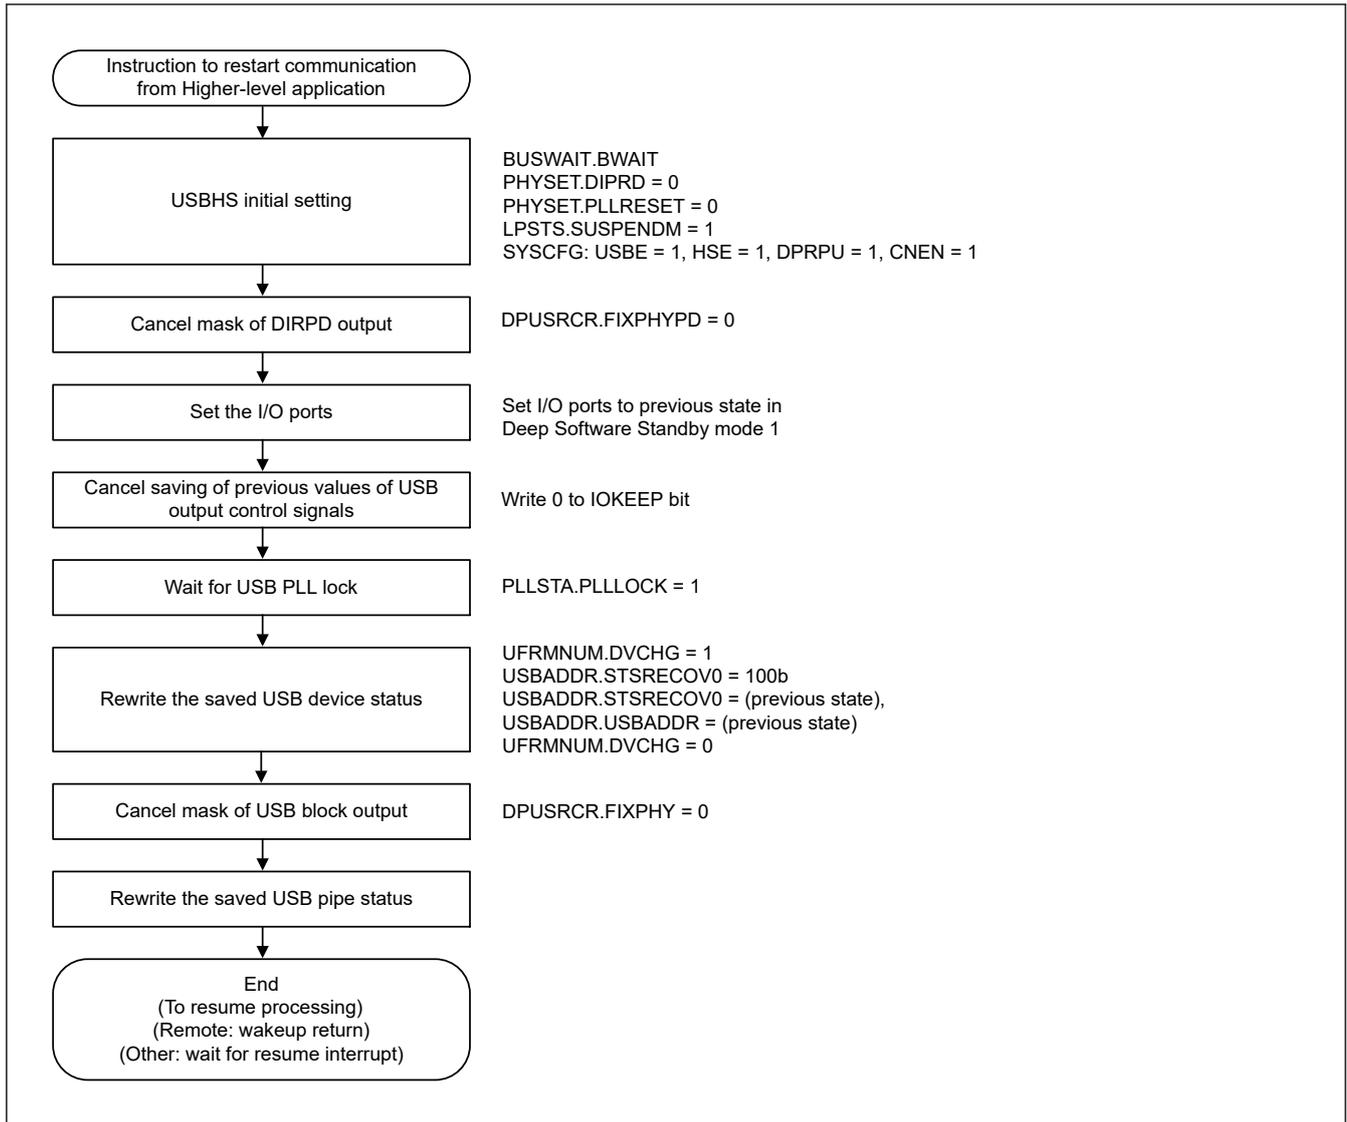 Instruction to restart communication
from Higher-level application
USBHS initial setting
BUSWAIT.BWAIT
PHYSET.DIPRD = 0
PHYSET.PLLRESET = 0
LPSTS.SUSPENDM = 1
SYSCFG: USBE = 1, HSE = 1, DPRPU = 1, CNEN = 1
Cancel mask of DIRPD output
DPUSRCR.FIXPHYPD = 0
Set the I/O ports
Set I/O ports to previous state in
Deep Software Standby mode 1
Cancel saving of previous values of USB
output control signals
Write 0 to IOKEEP bit
Wait for USB PLL lock
PLLSTA.PLLLOCK = 1
Rewrite the saved USB device status
UFRMNUM.DVCHG = 1
USBADDR.STSRECOV0 = 100b
USBADDR.STSRECOV0 = (previous state),
USBADDR.USBADDR = (previous state)
UFRMNUM.DVCHG = 0
Cancel mask of USB block output
DPUSRCR.FIXPHY = 0
Rewrite the saved USB pipe status
End
(To resume processing)
(Remote: wakeup return)
(Other: wait for resume interrupt)